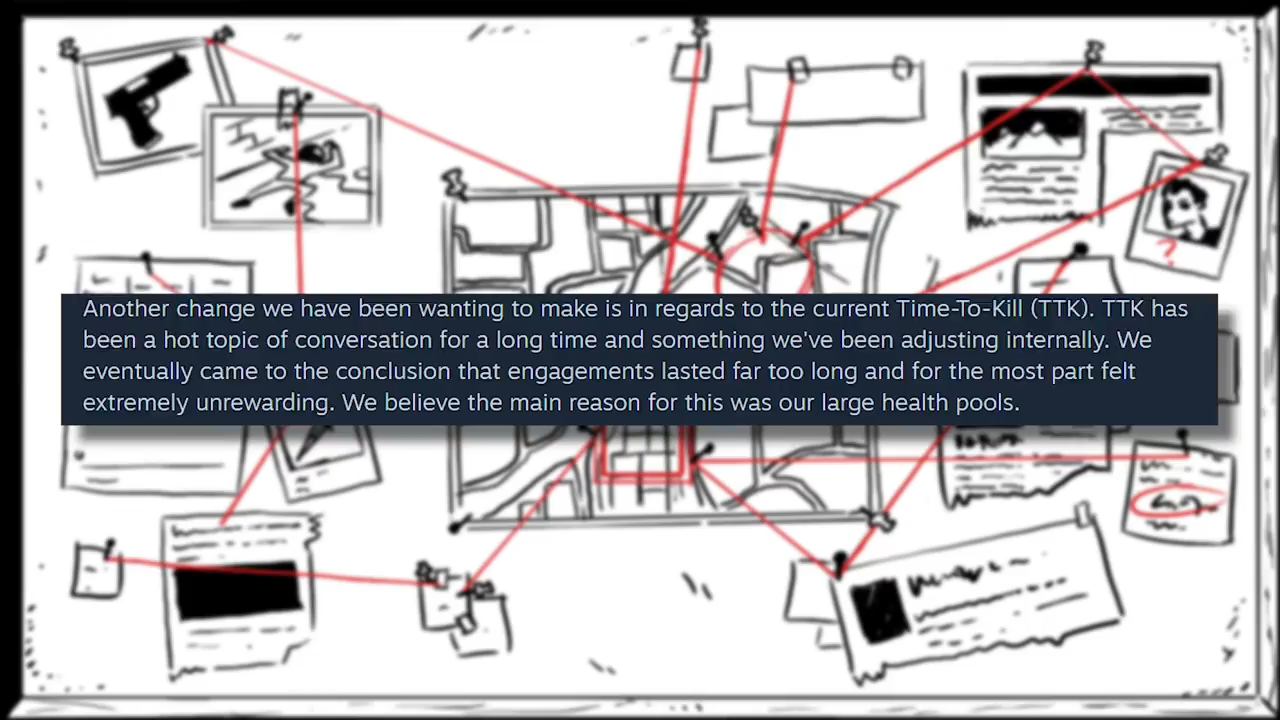 Another change we have been wanting to make is in regards to the current Time-To-Kill (TTK). TTK has
been a hot topic of conversation for a long time and something we've been adjusting internally. We
eventually came to the conclusion that engagements lasted far too long and for the most part felt
extremely unrewarding. We believe the main reason for this was our large health pools.
?